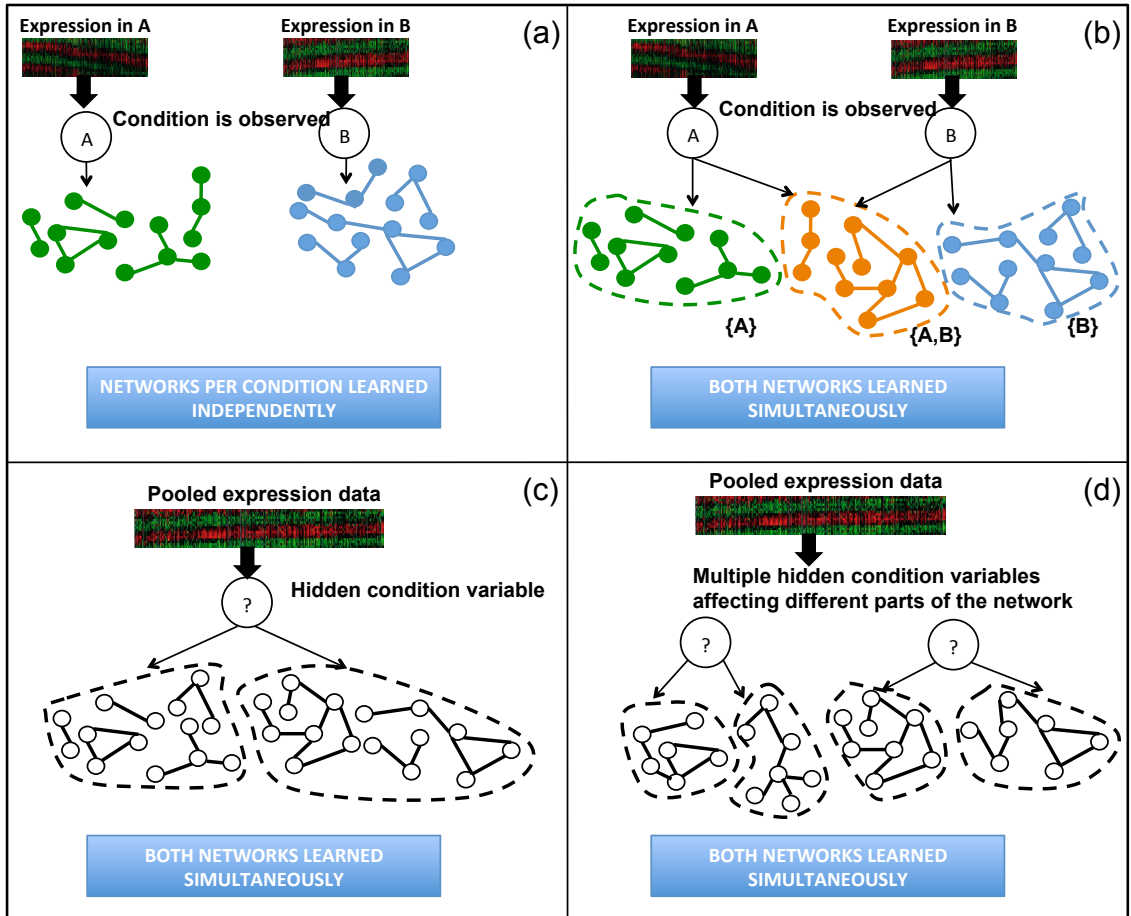 Expression in A
Expression in B
(a)
Condition is observed
A
B
NETWORKS PER CONDITION LEARNED
INDEPENDENTLY
Expression in A
Expression in B
(b)
Condition is observed
A
B
{A}
{A,B}
{B}
BOTH NETWORKS LEARNED
SIMULTANEOUSLY
(c)
Pooled expression data
Hidden condition variable
?
BOTH NETWORKS LEARNED
SIMULTANEOUSLY
Pooled expression data
(d)
Multiple hidden condition variables
affecting different parts of the network
?
?
BOTH NETWORKS LEARNED
SIMULTANEOUSLY